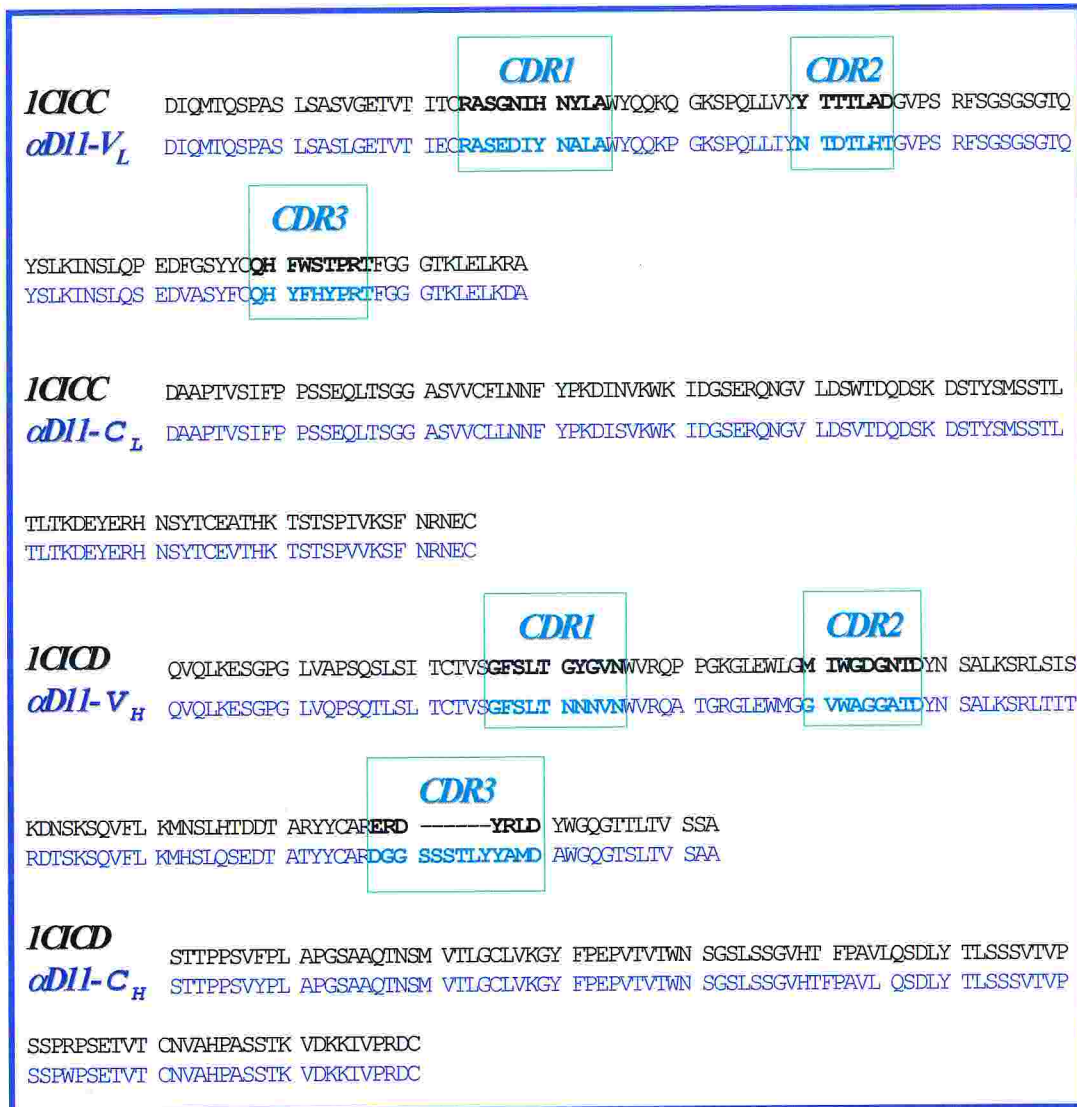 CDR1 CDR2
1CICC DIQMTQSPAS LSASVGETVT ITCRASGNIH NYLAWYQQKQ GKSPQLLVYY TTTLADGVPS RFSGSGSGTQ
αD11-VL DIQMTQSPAS LSASLGETVT IECRASEDIY NALAWYQQKP GKSPQLLIYN TDTLHTGVPS RFSGSGSGTQ
CDR3
YSLKINSLQP EDFGSYYCQH FWSTPRTFGG GTKLELKRA
YSLKINSLQS EDVASYFCQH YFHYPRTFGG GTKLELKDA
1CICC DAAPTVSIFP PSSEQLTSGG ASVVCFLNNF YPKDINVKWK IDGSERQNGV LDSWTDQDSK DSTYSMSSTL
αD11-CL DAAPTVSIFP PSSEQLTSGG ASVVCLLNNF YPKDISVKWK IDGSERQNGV LDSVTDQDSK DSTYSMSSTL
TLTKDEYERH NSYTCEATHK TSTSPIVKSF NRNEC
TLTKDEYERH NSYTCEVTHK TSTSPVVKSF NRNEC
CDR1 CDR2
1CICD QVQLKESGPG LVAPSQSLSI TCTVSGFSLT GYGVNWVRQP PGKGLEWLGM IWGDGNTDYN SALKSRLSIS
αD11-VH QVQLKESGPG LVQPSQTLSL TCTVSGFSLT NNNVNWVRQA TGRGLEWMGG VWAGGATDYN SALKSRLTIT
CDR3
KDNSKSQVFL KMNSLHTDDT ARYYCARERD ------YRLD YWGQGTTLTV SSA
RDTSKSQVFL KMHSLQSEDT ATYYCARDGG SSSTLYYAMD AWGQGTSLTV SAA
1CICD STTPPSVFPL APGSAAQTNSM VTLGCLVKGY FPEPVTVTWN SGSLSSGVHT FPAVLQSDLY TLSSSVTVP
αD11-CH STTPPSVYPL APGSAAQTNSM VTLGCLVKGY FPEPVTVTWN SGSLSSGVHTFPAVL QSDLY TLSSSVTVP
SSPRPSETVT CNVAHPASSTK VDKKIVPRDC
SSPWPSETVT CNVAHPASSTK VDKKIVPRDC